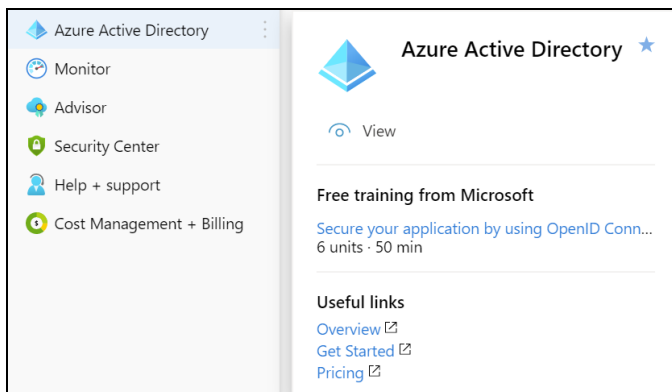 Azure Active Directory
Monitor
Advisor
Security Center
Help + support
Cost Management + Billing
Azure Active Directory
View
Free training from Microsoft
Secure your application by using OpenID Conn...
6 units · 50 min
Useful links
Overview
Get Started
Pricing